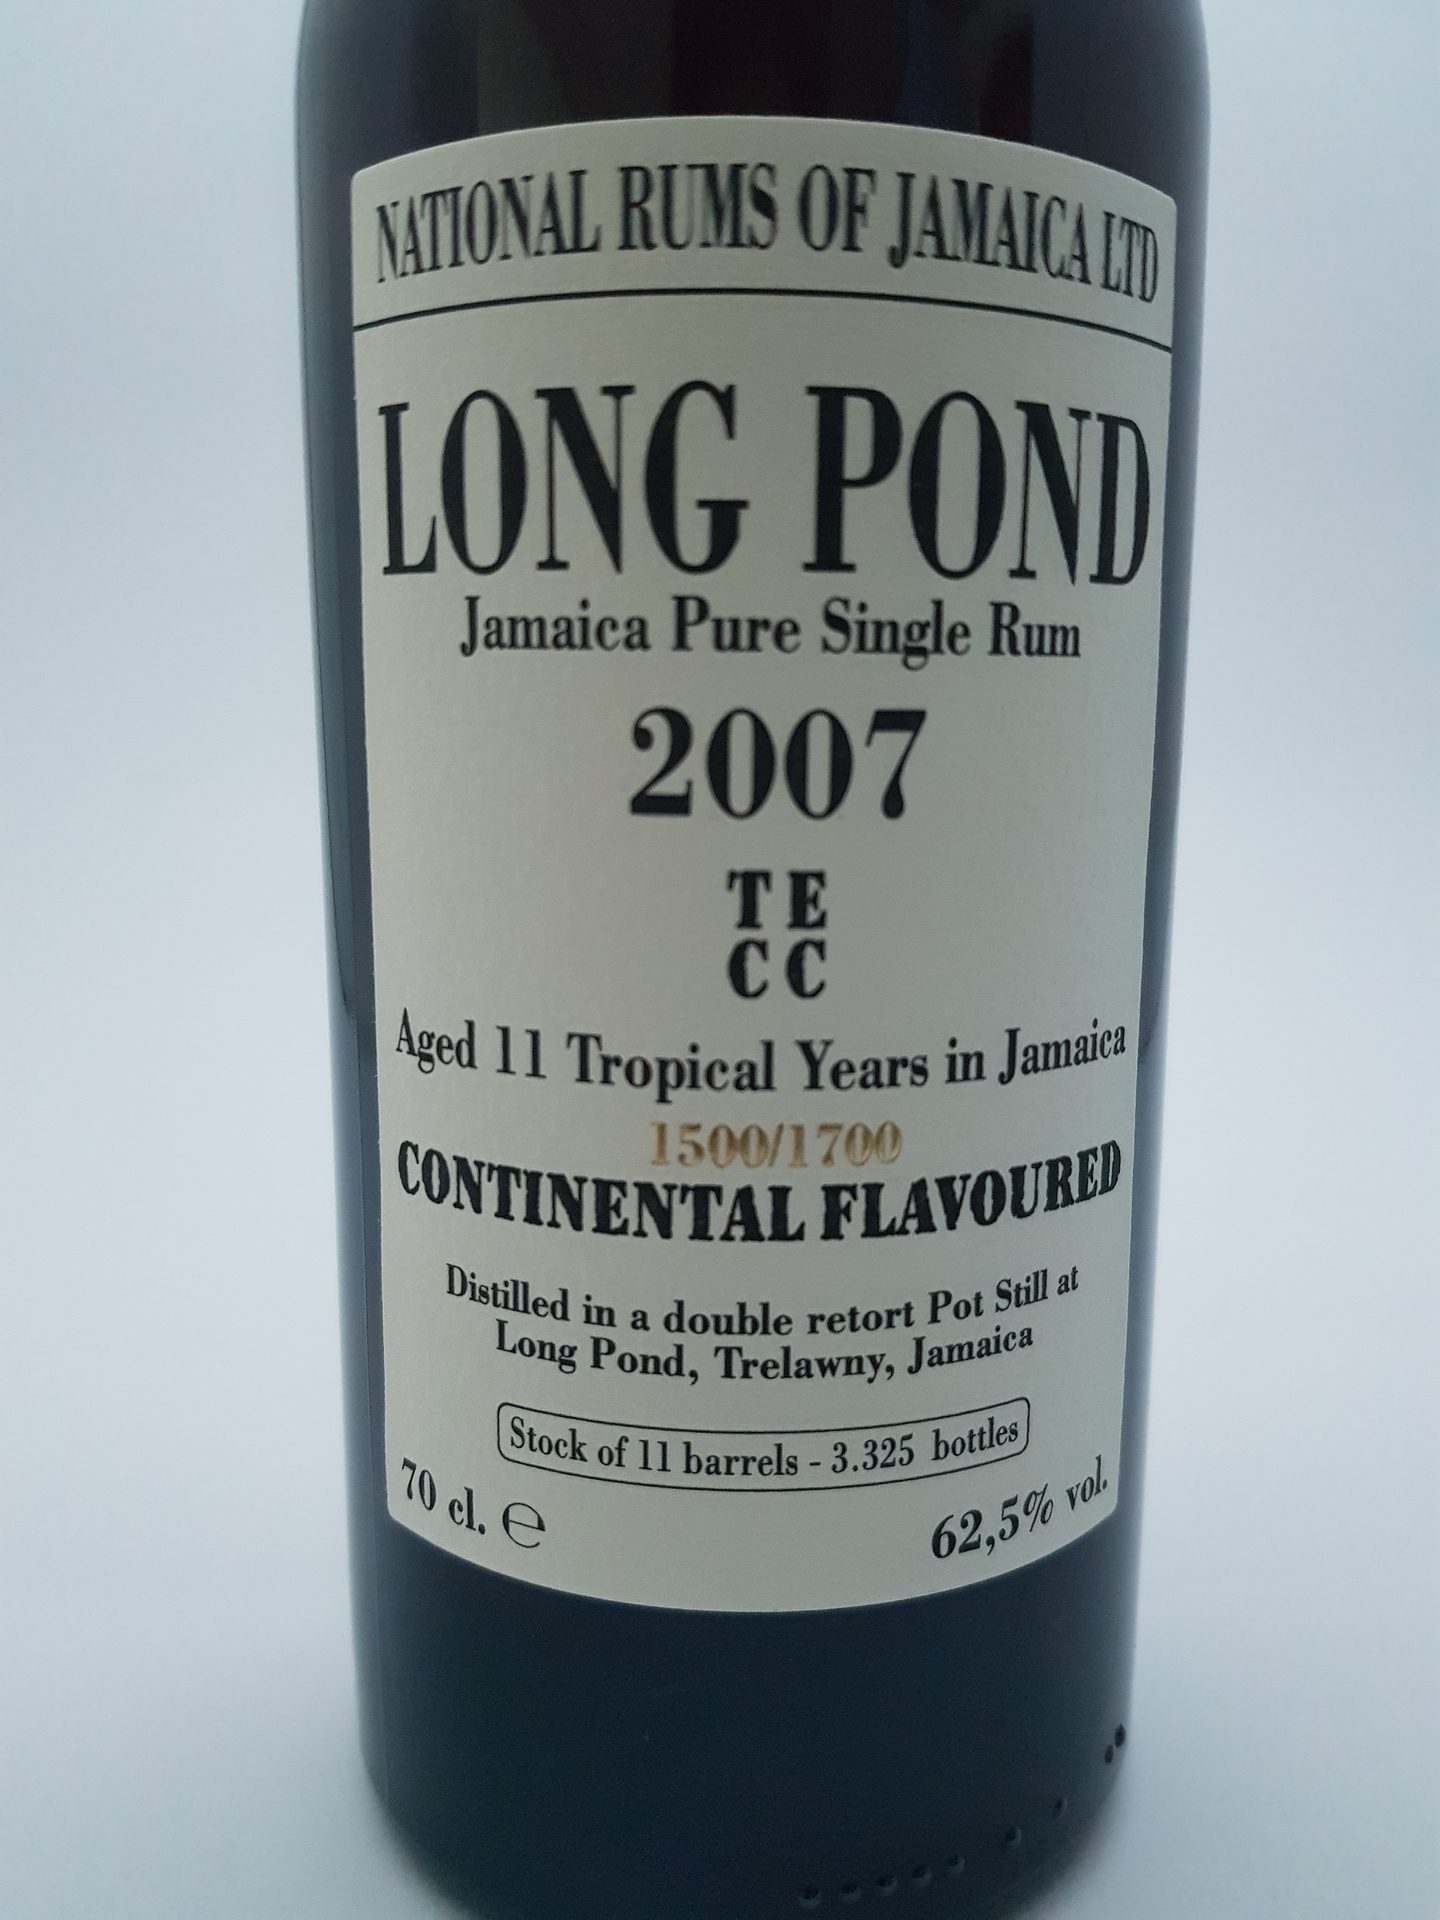 NATIONAL RUMS OF JAMAICA LTD
LONG POND
Jamaica Pure Single Rum
2007
TE
CC
Aged 11 Tropical Years in Jamaica
1500/1700
CONTINENTAL FLAVOURED
Distilled in a double retort Pot Still at
Long Pond, Trelawny, Jamaica
Stock of 11 barrels - 3.325 bottles
70 cl. ℮
62,5% vol.